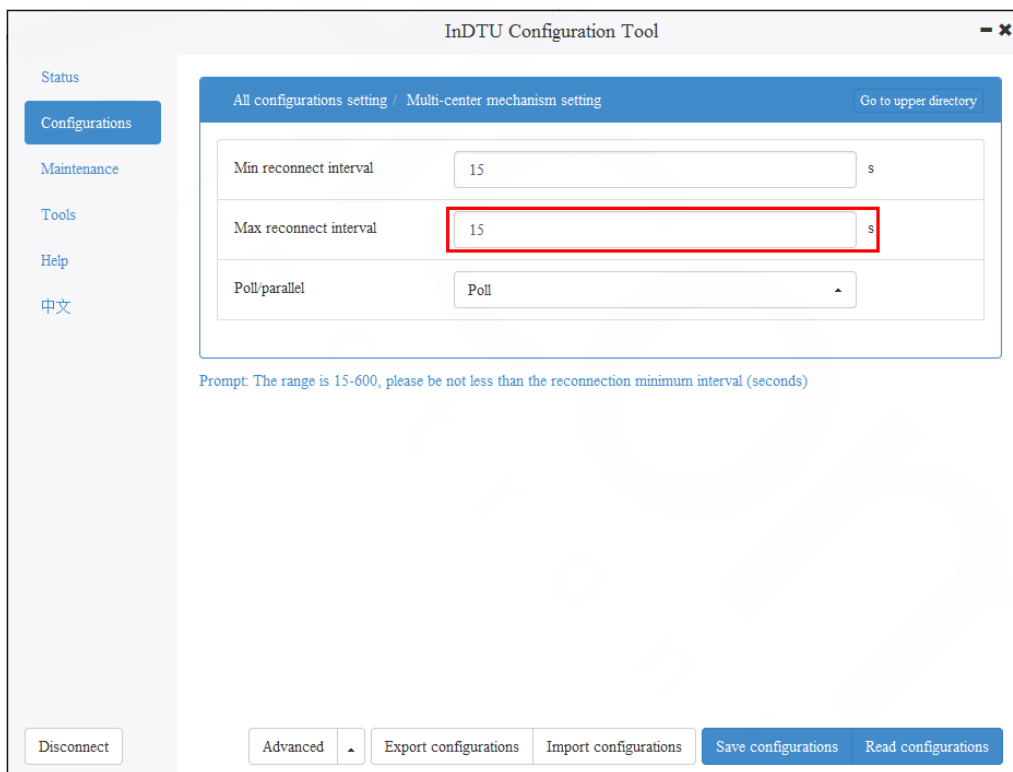 InDTU Configuration Tool
Status
Configurations
Maintenance
Tools
Help
中文
All configurations setting / Multi-center mechanism setting
Go to upper directory
Min reconnect interval 15 s
Max reconnect interval 15 s
Poll/parallel Poll
Prompt: The range is 15-600, please be not less than the reconnection minimum interval (seconds)
Disconnect Advanced Export configurations Import configurations Save configurations Read configurations